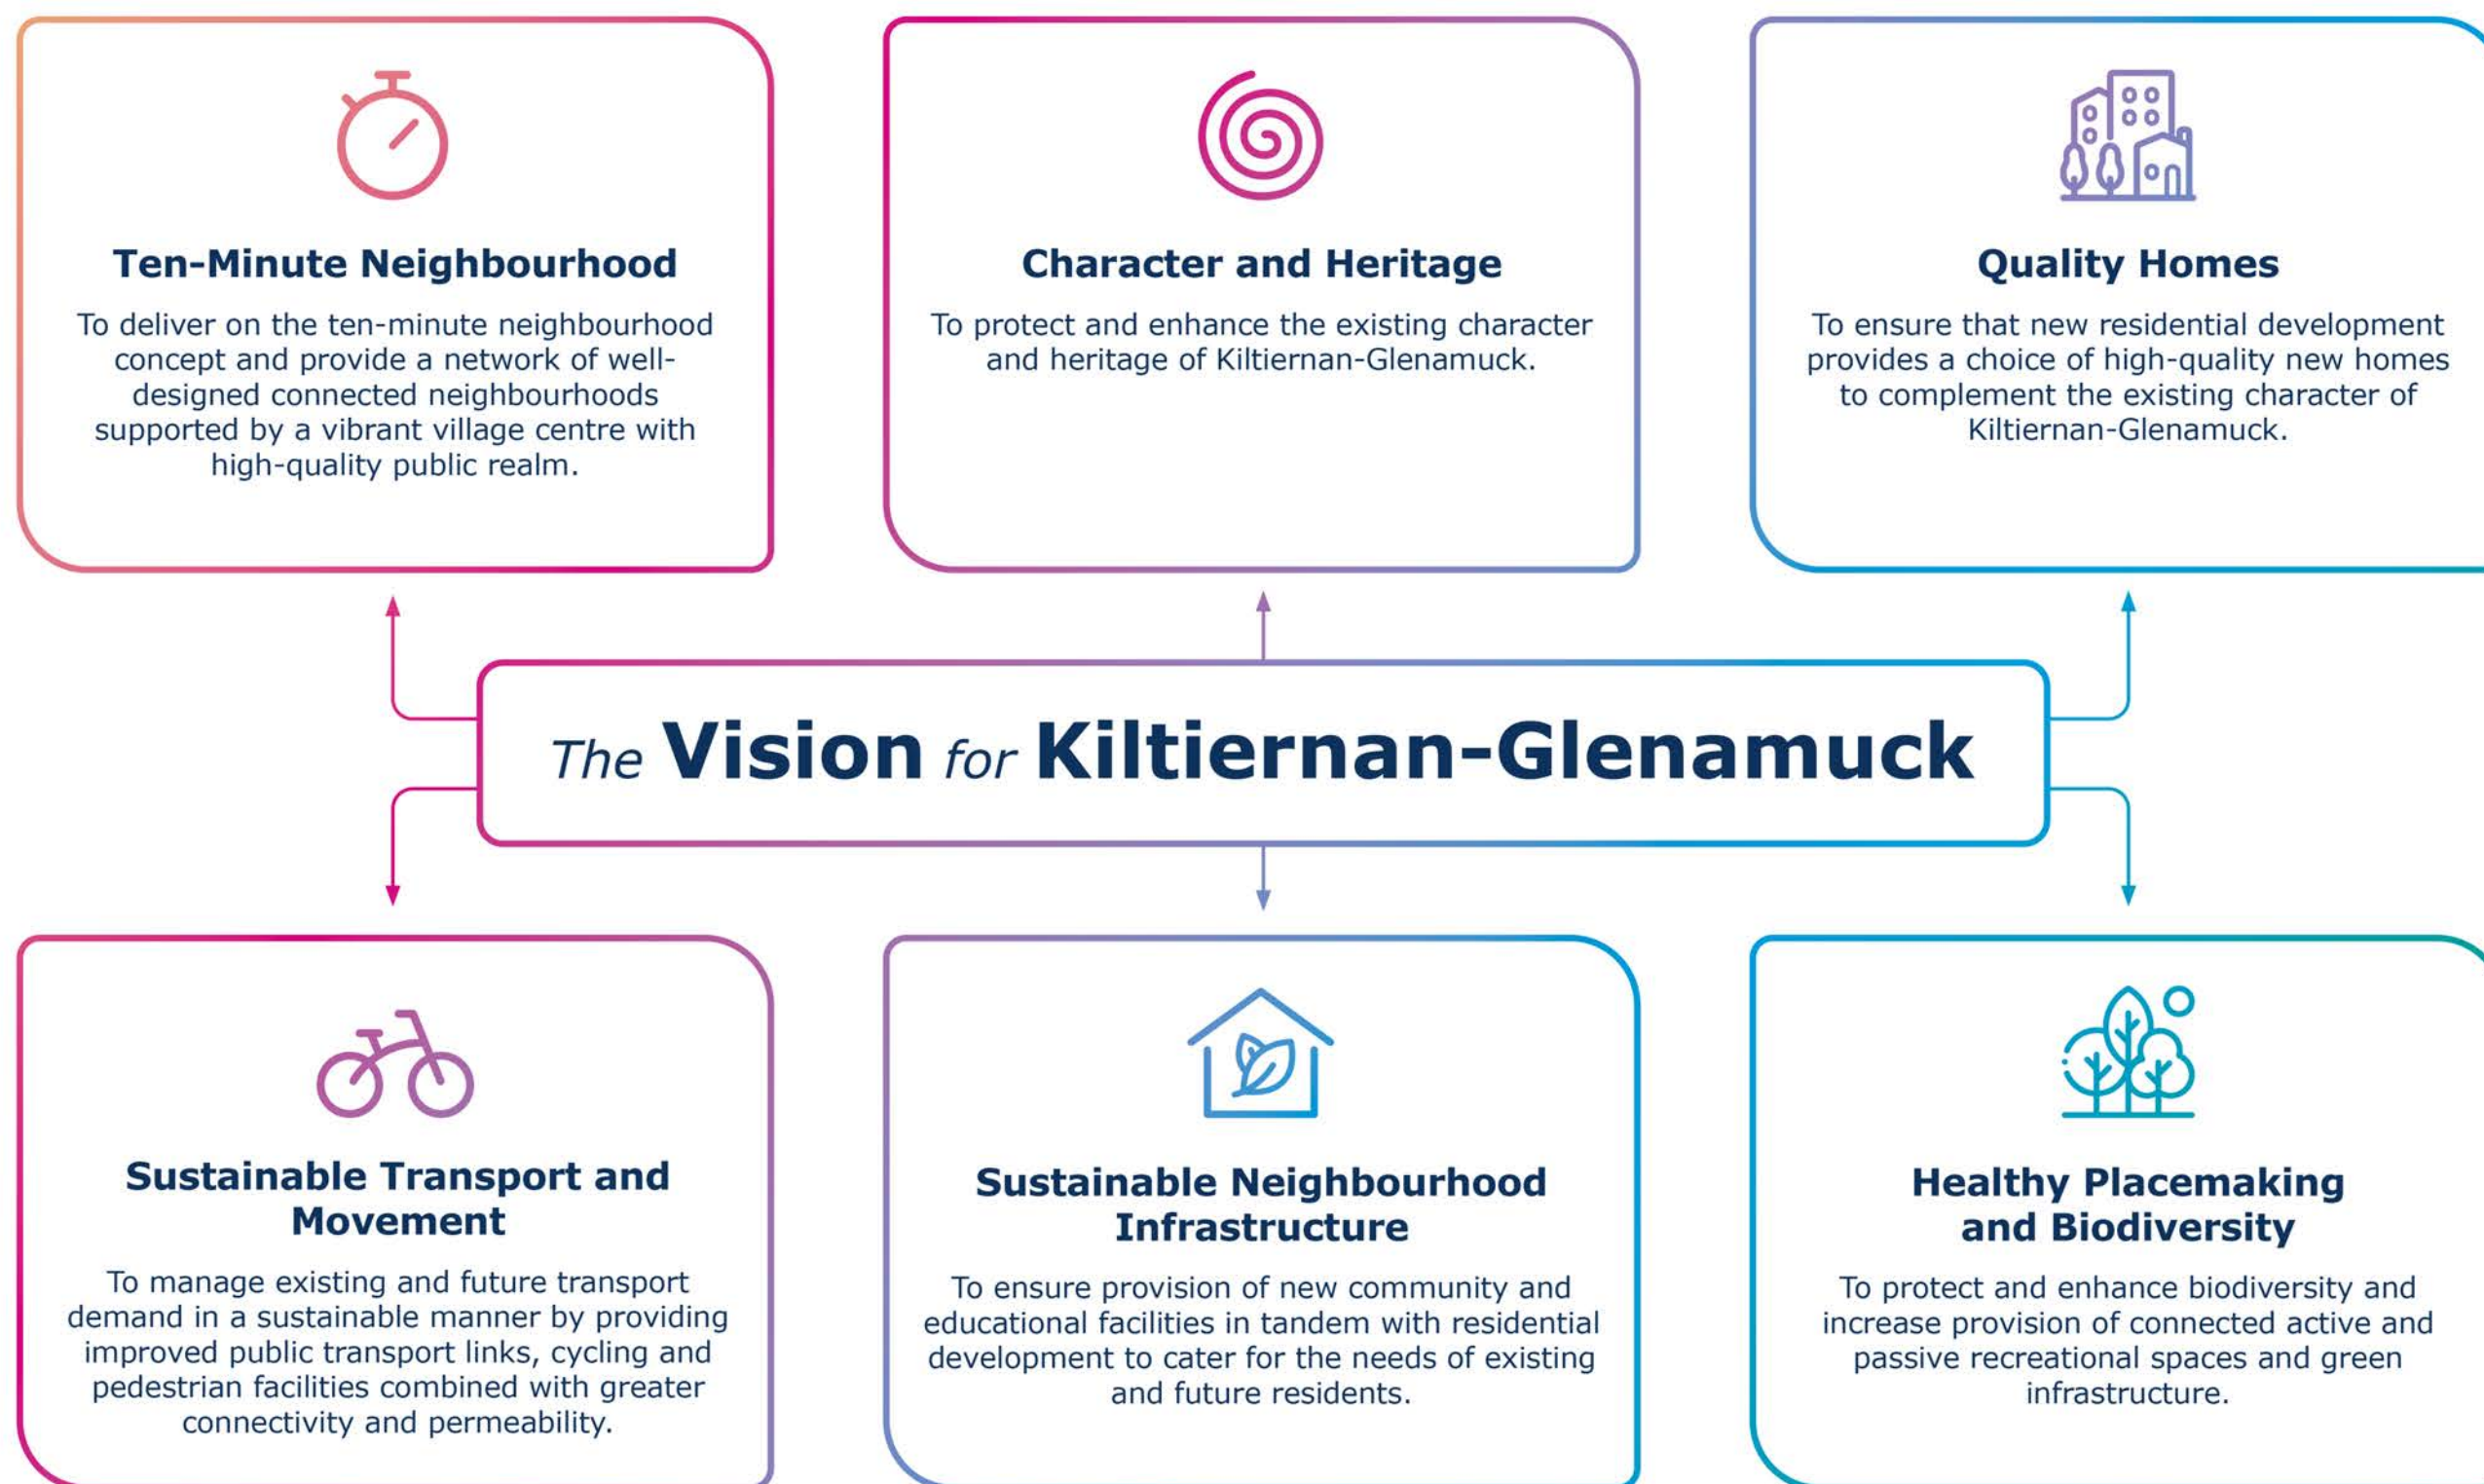 Ten-Minute Neighbourhood
To deliver on the ten-minute neighbourhood
concept and provide a network of well-
designed connected neighbourhoods
supported by a vibrant village centre with
high-quality public realm.
Character and Heritage
To protect and enhance the existing character
and heritage of Kiltiernan-Glenamuck.
Quality Homes
To ensure that new residential development
provides a choice of high-quality new homes
to complement the existing character of
Kiltiernan-Glenamuck.
The Vision for Kiltiernan-Glenamuck
Sustainable Transport and
Movement
To manage existing and future transport
demand in a sustainable manner by providing
improved public transport links, cycling and
pedestrian facilities combined with greater
connectivity and permeability.
Sustainable Neighbourhood
Infrastructure
To ensure provision of new community and
educational facilities in tandem with residential
development to cater for the needs of existing
and future residents.
Healthy Placemaking
and Biodiversity
To protect and enhance biodiversity and
increase provision of connected active and
passive recreational spaces and green
infrastructure.